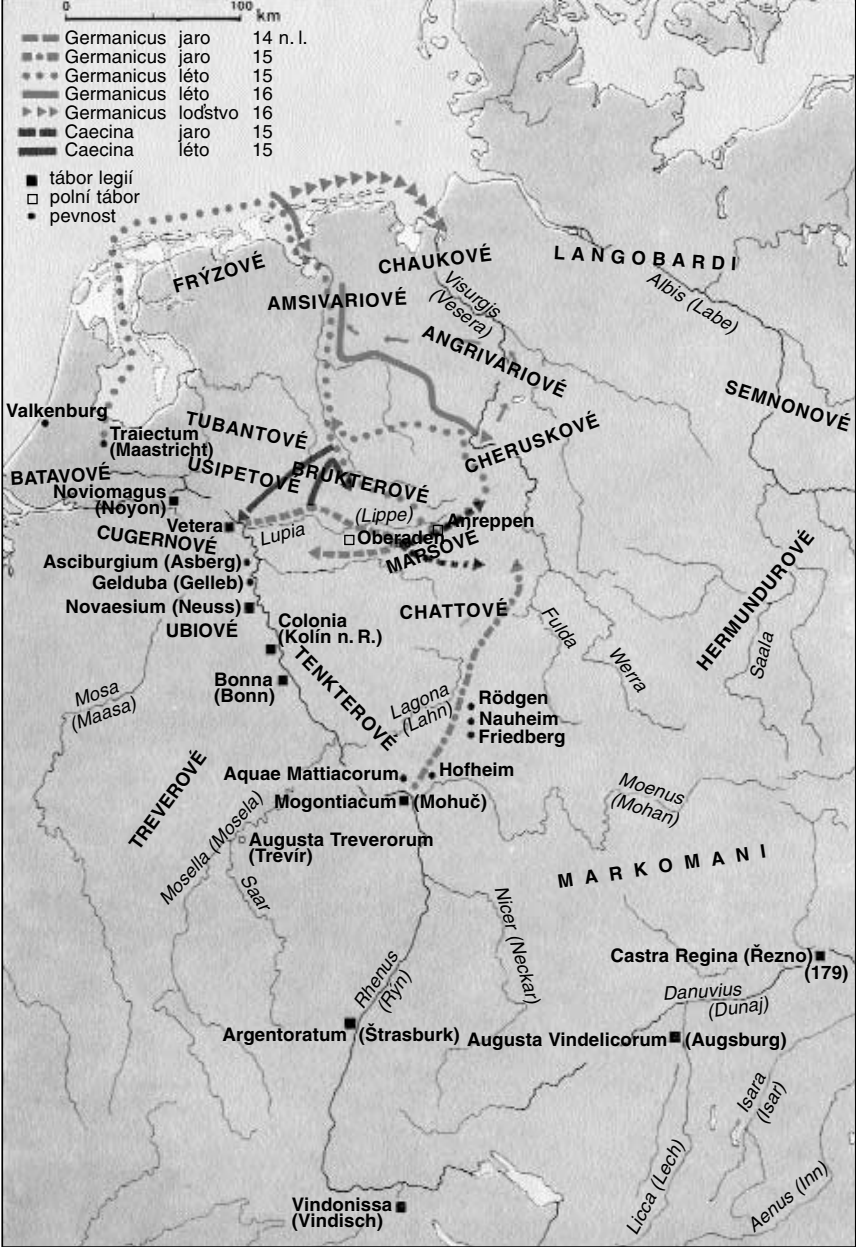 0 100
km
Germanicus jaro 14 n. l.
Germanicus jaro 15
Germanicus léto 15
Germanicus léto 16
Germanicus loďstvo 16
Caecina jaro 15
Caecina léto 15
tábor legií
polní tábor
pevnost
FRÝZOVÉ
CHAUKOVÉ
LANGOBARDI
AMSIVARIOVÉ
Visurgis
(Vesera)
Albis (Labe)
ANGRIVARIOVÉ
SEMNONOVÉ
Valkenburg
Traiectum
(Maastricht)
TUBANTOVÉ
CHERUSKOVÉ
BATAVOVÉ
USIPETOVÉ
BRUKTEROVÉ
Noviomagus
(Noyon)
(Lippe)
Vetera
Lupia
Anreppen
CUGERNOVÉ
Oberaden
MARSOVÉ
Asciburgium (Asberg)
Gelduba (Gelleb)
Novaesium (Neuss)
CHATTOVÉ
HERMUNDUROVÉ
UBIOVÉ
Colonia
(Kolín n. R.)
Fulda
Werra
Saala
Bonna
(Bonn)
TENKTEROVÉ
Mosa
(Maasa)
Lagona
(Lahn)
Rödgen
Nauheim
Friedberg
TREVEROVÉ
Aquae Mattiacorum
Hofheim
Mogontiacum (Mohuč)
Moenus
(Mohan)
Mosella (Mosela)
Augusta Treverorum
(Trevír)
MARKOMANI
Saar
Nicer (Neckar)
Castra Regina (Řezno)
(179)
Rhenus
(Rýn)
Danuvius
(Dunaj)
Argentoratum (Štrasburk)
Augusta Vindelicorum (Augsburg)
Isara
(Isar)
Licca (Lech)
Aenus (Inn)
Vindonissa
(Vindisch)